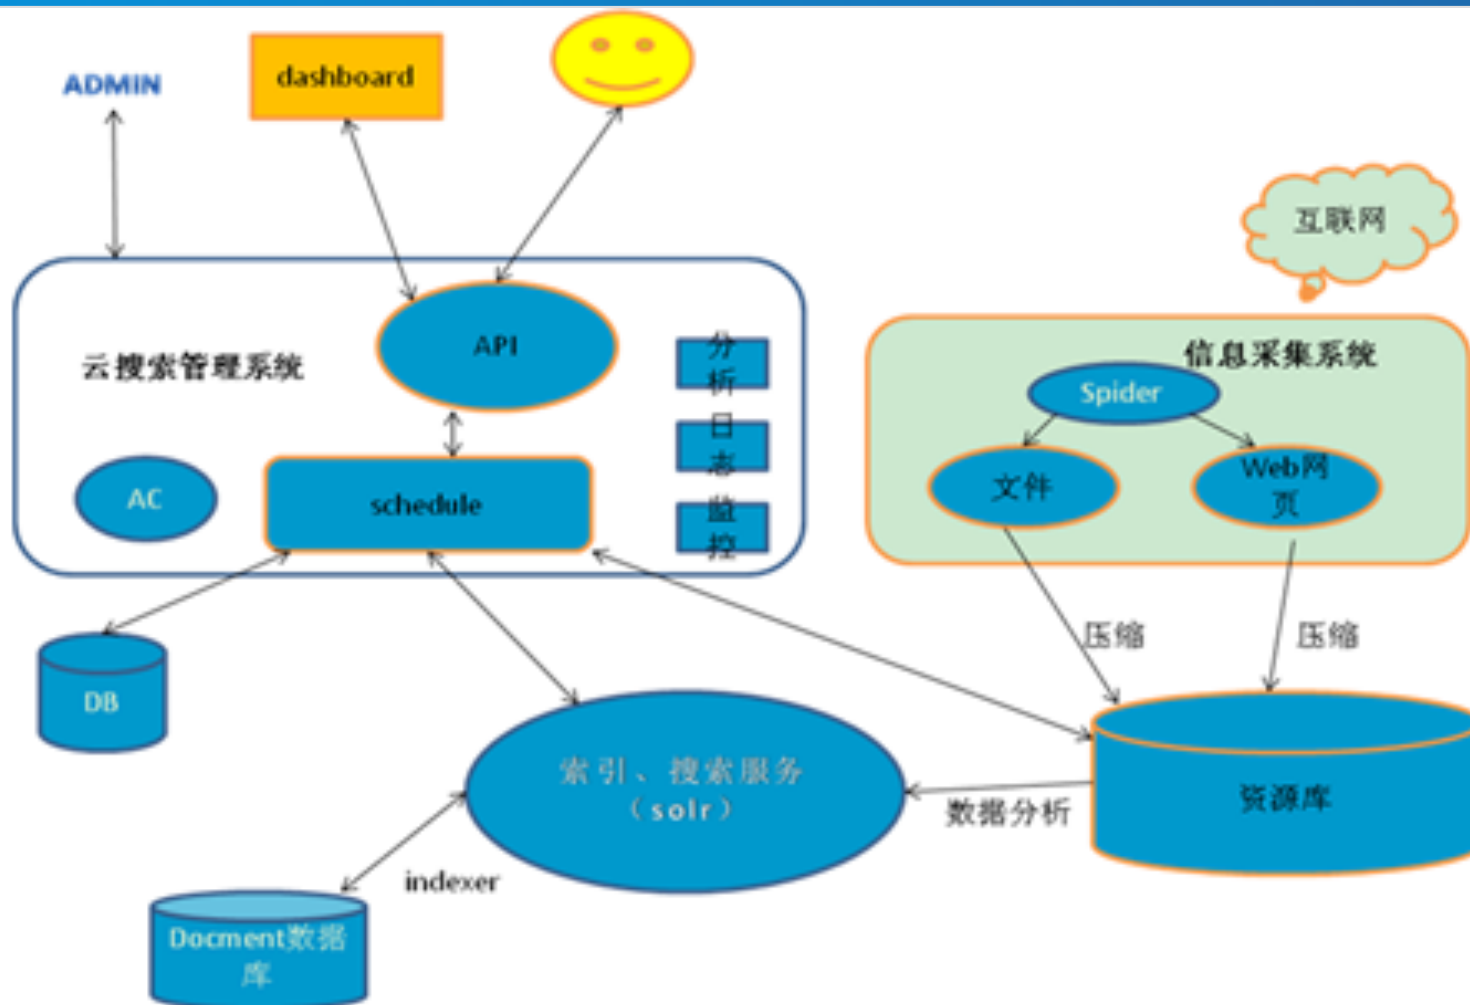 ADMIN
dashboard
互联网
云搜索管理系统
API
分
析
日
志
监
控
AC
schedule
信息采集系统
Spider
文件
Web网
页
压缩
压缩
DB
索引、搜索服务
（solr）
数据分析
资源库
indexer
Docment数据
库